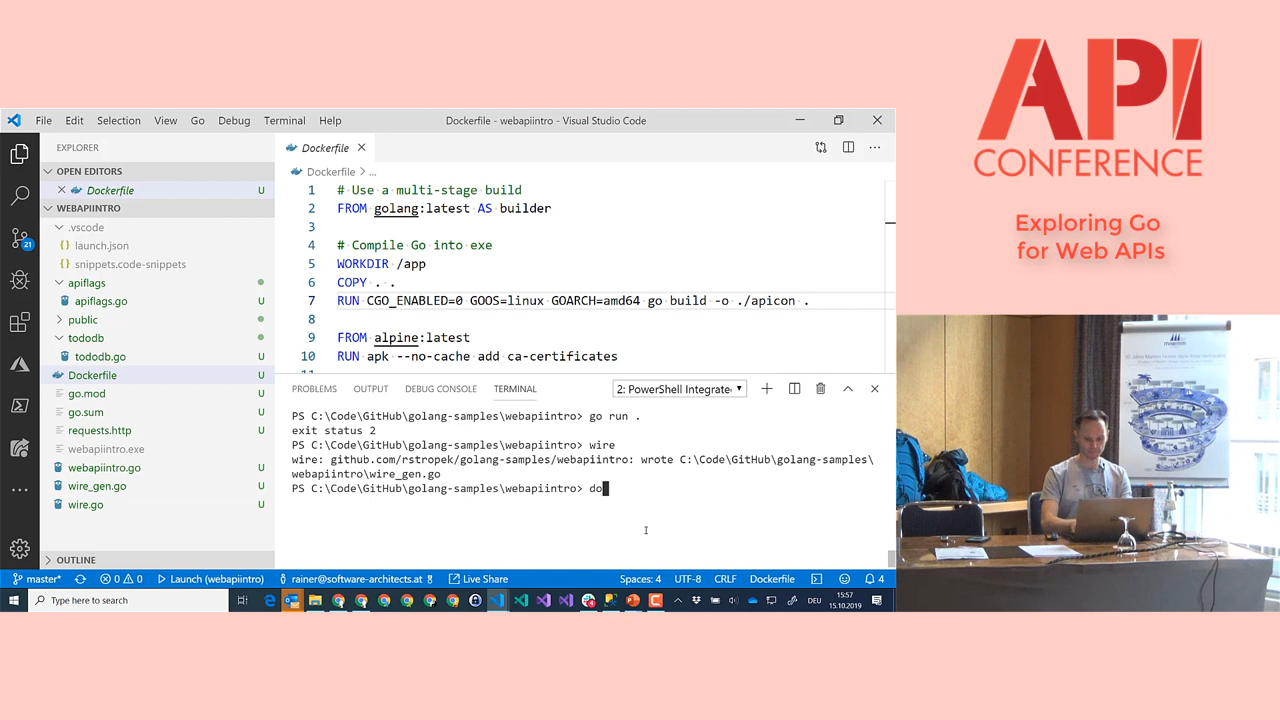 File Edit Selection View Go Debug Terminal Help
Dockerfile - webapiintro - Visual Studio Code
EXPLORER
OPEN EDITORS
Dockerfile U
WEBAPIINTRO
.vscode
launch.json
snippets.code-snippets
apiflags
apiflags.go U
public
tododb
tododb.go U
Dockerfile U
go.mod U
go.sum U
requests.http U
webapiintro.exe
webapiintro.go U
wire_gen.go U
wire.go U
OUTLINE
21
Dockerfile
Dockerfile > ...
1 # Use a multi-stage build
2 FROM golang:latest AS builder
3
4 # Compile Go into exe
5 WORKDIR /app
6 COPY . .
7 RUN CGO_ENABLED=0 GOOS=linux GOARCH=amd64 go build -o ./apicon .
8
9 FROM alpine:latest
10 RUN apk --no-cache add ca-certificates
PROBLEMS OUTPUT DEBUG CONSOLE TERMINAL
2: PowerShell Integrate
PS C:\Code\GitHub\golang-samples\webapiintro> go run .
exit status 2
PS C:\Code\GitHub\golang-samples\webapiintro> wire
wire: github.com/rstropek/golang-samples/webapiintro: wrote C:\Code\GitHub\golang-samples\
webapiintro\wire_gen.go
PS C:\Code\GitHub\golang-samples\webapiintro> do
master* 0 0 Launch (webapiintro) rainer@software-architects.at Live Share Spaces: 4 UTF-8 CRLF Dockerfile 4
Type here to search
DEU
15:57
15.10.2019
API
CONFERENCE
Exploring Go
for Web APIs